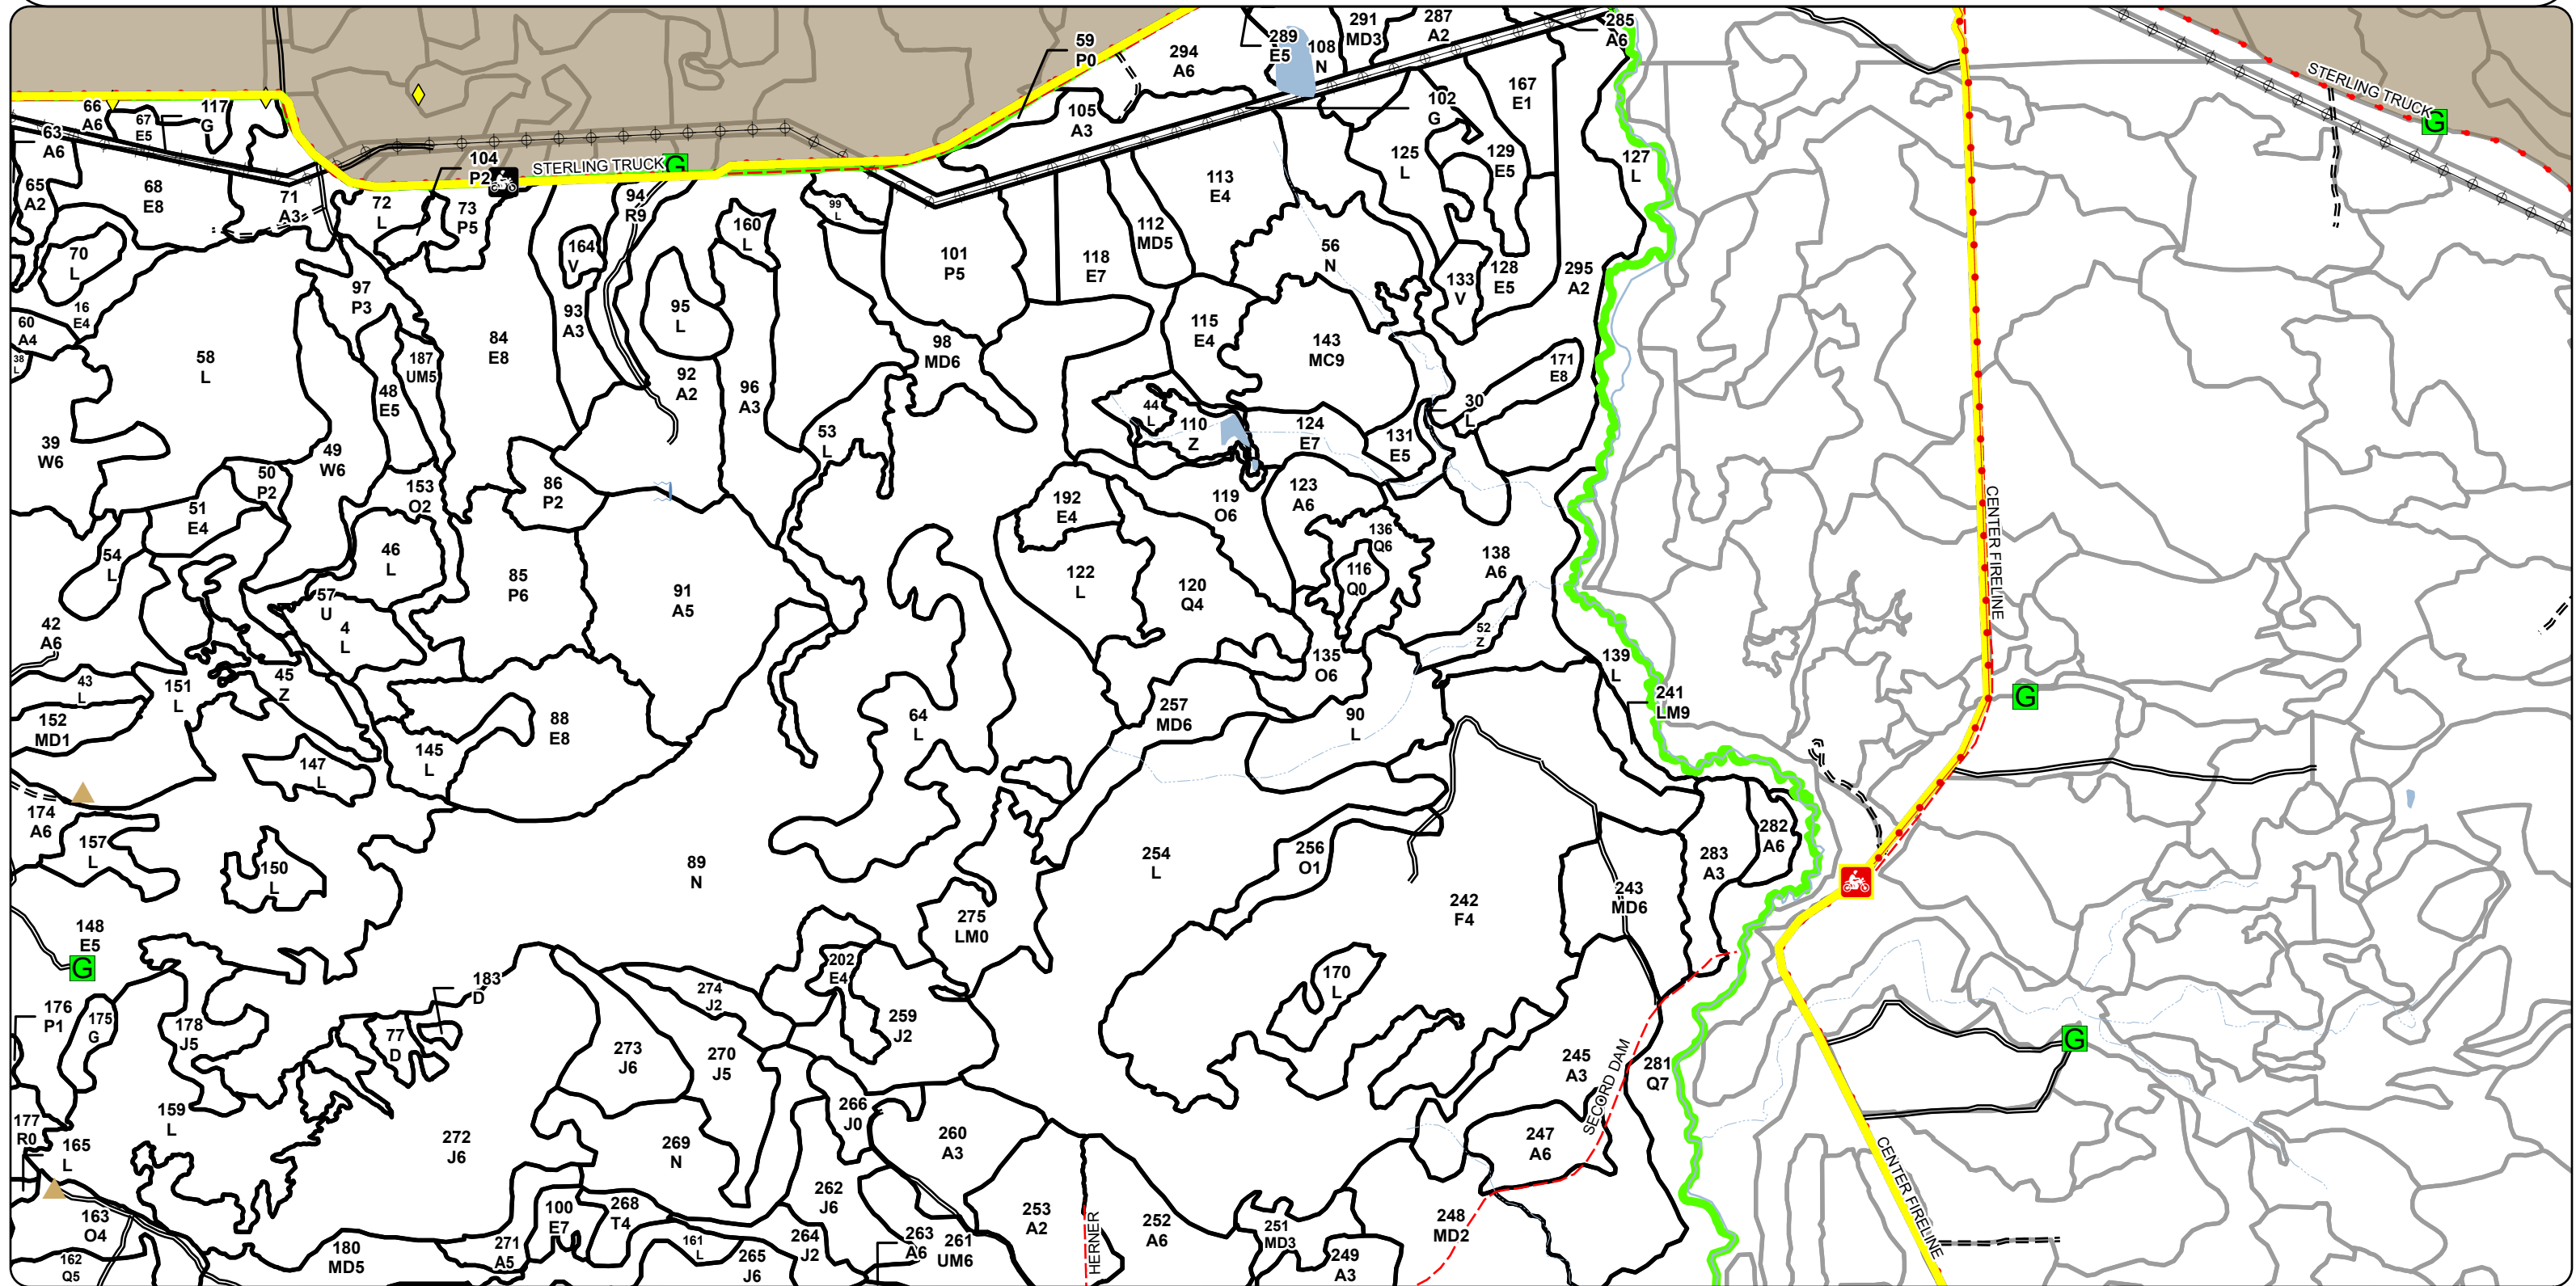 59
P0
294
A6
289
E5
108
N
291
MD3
287
A2
285
A6
STERLING TRUCK
G
66
A6
67
E5
117
G
63
A6
65
A2
68
E8
71
A3
104
P2
STERLING TRUCK
G
105
A3
102
G
167
E1
125
L
129
E5
127
L
72
L
73
P5
94
R9
99
L
160
L
164
V
113
E4
112
MD5
101
P5
118
E7
56
N
133
V
128
E5
295
A2
70
L
16
E4
60
A4
38
L
58
L
97
P3
187
UM5
48
E5
84
E8
93
A3
95
L
92
A2
96
A3
98
MD6
115
E4
143
MC9
171
E8
30
L
39
W6
49
W6
50
P2
51
E4
153
O2
86
P2
53
L
44
L
110
Z
124
E7
131
E5
192
E4
119
O6
123
A6
136
Q6
116
Q0
138
A6
CENTER FIRELINE
54
L
46
L
57
U
4
L
85
P6
91
A5
122
L
120
Q4
52
Z
42
A6
43
L
152
MD1
151
L
45
Z
145
L
147
L
88
E8
64
L
257
MD6
135
O6
90
L
139
L
241
LM9
G
174
A6
157
L
150
L
89
N
254
L
256
O1
242
F4
243
MD6
283
A3
282
A6
148
E5
G
275
LM0
202
E4
259
J2
170
L
183
D
176
P1
175
G
178
J5
77
D
273
J6
274
J2
270
J5
245
A3
SECORD DAM
281
Q7
G
177
R0
165
L
159
L
272
J6
269
N
266
J0
260
A3
247
A6
163
O4
162
Q5
180
MD5
271
A5
100
E7
268
T4
161
L
265
J6
264
J2
262
J6
263
A6
261
UM6
253
A2
HERNER
252
A6
251
MD3
249
A3
248
MD2
CENTER FIRELINE